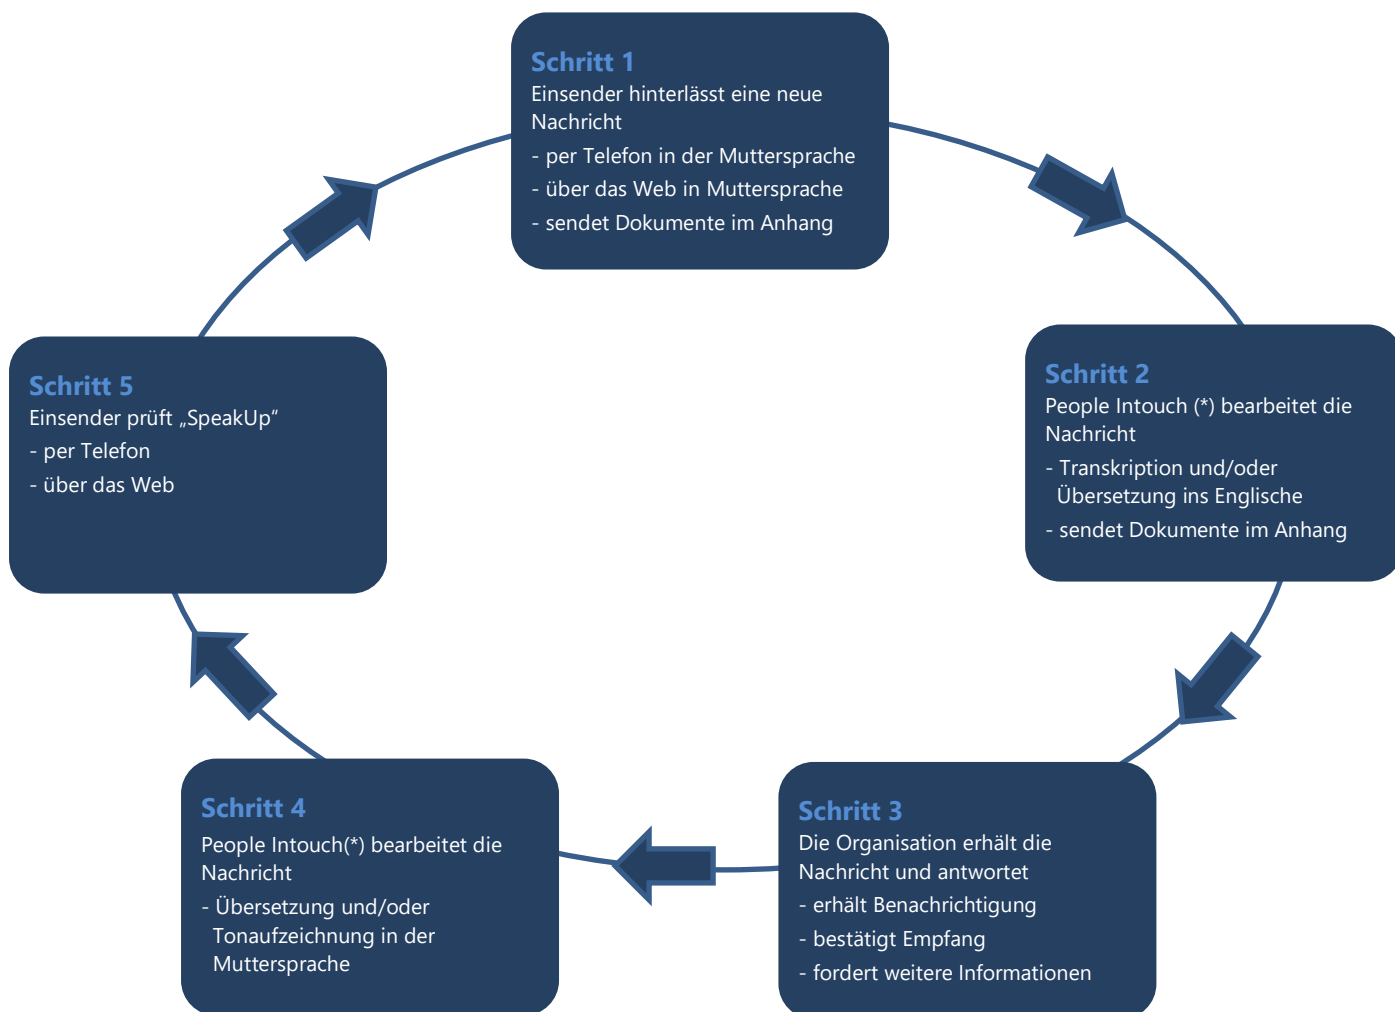 Schritt 1
Einsender hinterlässt eine neue
Nachricht
- per Telefon in der Muttersprache
- über das Web in Muttersprache
- sendet Dokumente im Anhang
Schritt 2
People Intouch (*) bearbeitet die
Nachricht
- Transkription und/oder
Übersetzung ins Englische
- sendet Dokumente im Anhang
Schritt 3
Die Organisation erhält die
Nachricht und antwortet
- erhält Benachrichtigung
- bestätigt Empfang
- fordert weitere Informationen
Schritt 4
People Intouch(*) bearbeitet die
Nachricht
- Übersetzung und/oder
Tonaufzeichnung in der
Muttersprache
Schritt 5
Einsender prüft „SpeakUp“
- per Telefon
- über das Web